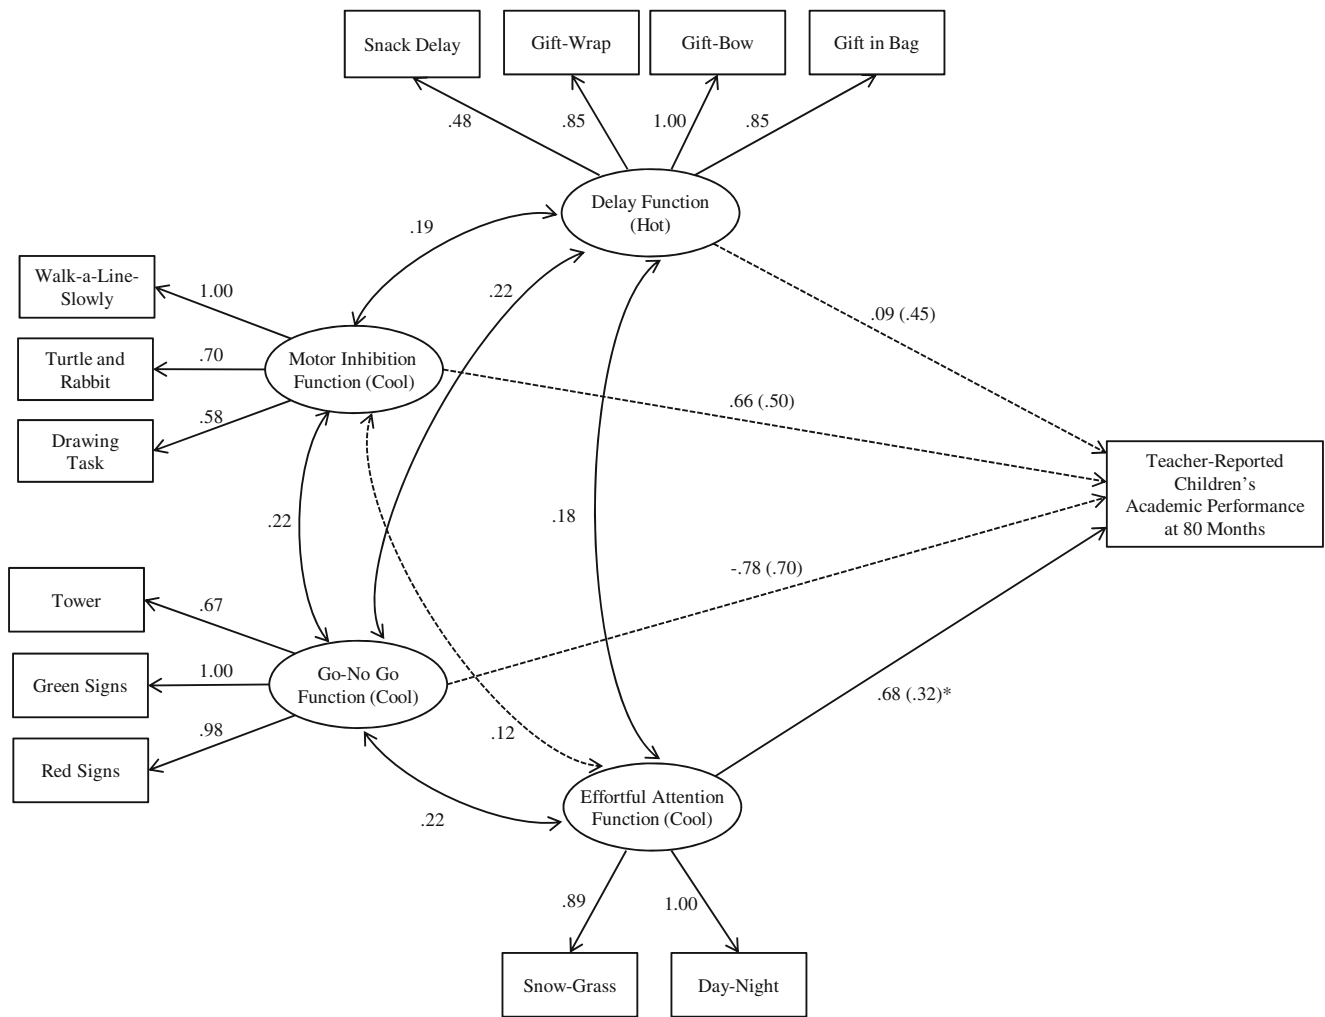 Snack Delay
Gift-Wrap
Gift-Bow
Gift in Bag
.48
.85
1.00
.85
Delay Function
(Hot)
.19
.22
.09 (.45)
Walk-a-Line-
Slowly
1.00
Turtle and
Rabbit
.70
Motor Inhibition
Function (Cool)
.66 (.50)
Drawing
Task
.58
Teacher-Reported
Children’s
Academic Performance
at 80 Months
.22
.18
-.78 (.70)
Tower
.67
Green Signs
1.00
Go-No Go
Function (Cool)
.68 (.32)*
Red Signs
.98
.12
.22
Effortful Attention
Function (Cool)
.89
1.00
Snow-Grass
Day-Night